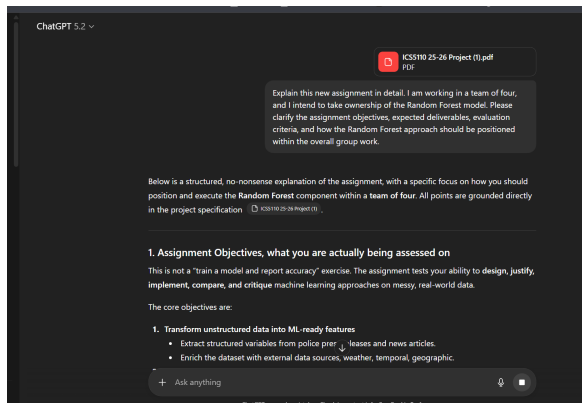 ChatGPT 5.2
ICS5110 25-26 Project (1).pdf
PDF
Explain this new assignment in detail. I am working in a team of four,
and I intend to take ownership of the Random Forest model. Please
clarify the assignment objectives, expected deliverables, evaluation
criteria, and how the Random Forest approach should be positioned
within the overall group work.
Below is a structured, no-nonsense explanation of the assignment, with a specific focus on how you should
position and execute the Random Forest component within a team of four. All points are grounded directly
in the project specification ICS5110 25-26 Project (1) .
1. Assignment Objectives, what you are actually being assessed on
This is not a "train a model and report accuracy" exercise. The assignment tests your ability to design, justify,
implement, compare, and critique machine learning approaches on messy, real-world data.
The core objectives are:
1. Transform unstructured data into ML-ready features
• Extract structured variables from police leases and news articles.
• Enrich the dataset with external data sources, weather, temporal, geographic.
Ask anything